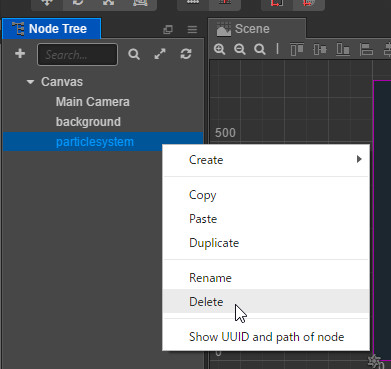 Node Tree
Scene
Search...
Canvas
Main Camera
background
particlesystem
500
Create
Copy
Paste
Duplicate
Rename
Delete
Show UUID and path of node
0